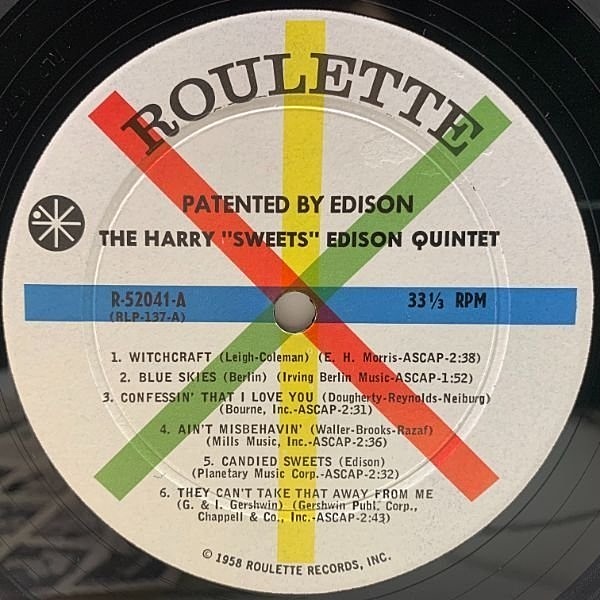 ROULETTE
PATENTED BY EDISON
THE HARRY "SWEETS" EDISON QUINTET
R-52041-A 33⅓ RPM
(RLP-137-A)
1. WITCHCRAFT (Leigh-Coleman) (E. H. Morris-ASCAP-2:38)
2. BLUE SKIES (Berlin) (Irving Berlin Music-ASCAP-1:52)
3. CONFESSIN' THAT I LOVE YOU (Dougherty-Reynolds-Neiburg)
(Bourne, Inc.-ASCAP-2:31)
4. AIN'T MISBEHAVIN' (Waller-Brooks-Razaf)
(Mills Music, Inc.-ASCAP-2:36)
5. CANDIED SWEETS (Edison)
(Planetary Music Corp.-ASCAP-2:32)
6. THEY CAN'T TAKE THAT AWAY FROM ME
(G. & I. Gershwin) (Gershwin Publ. Corp.,
Chappell & Co., Inc.-ASCAP-2:43)
© 1958 ROULETTE RECORDS, INC.